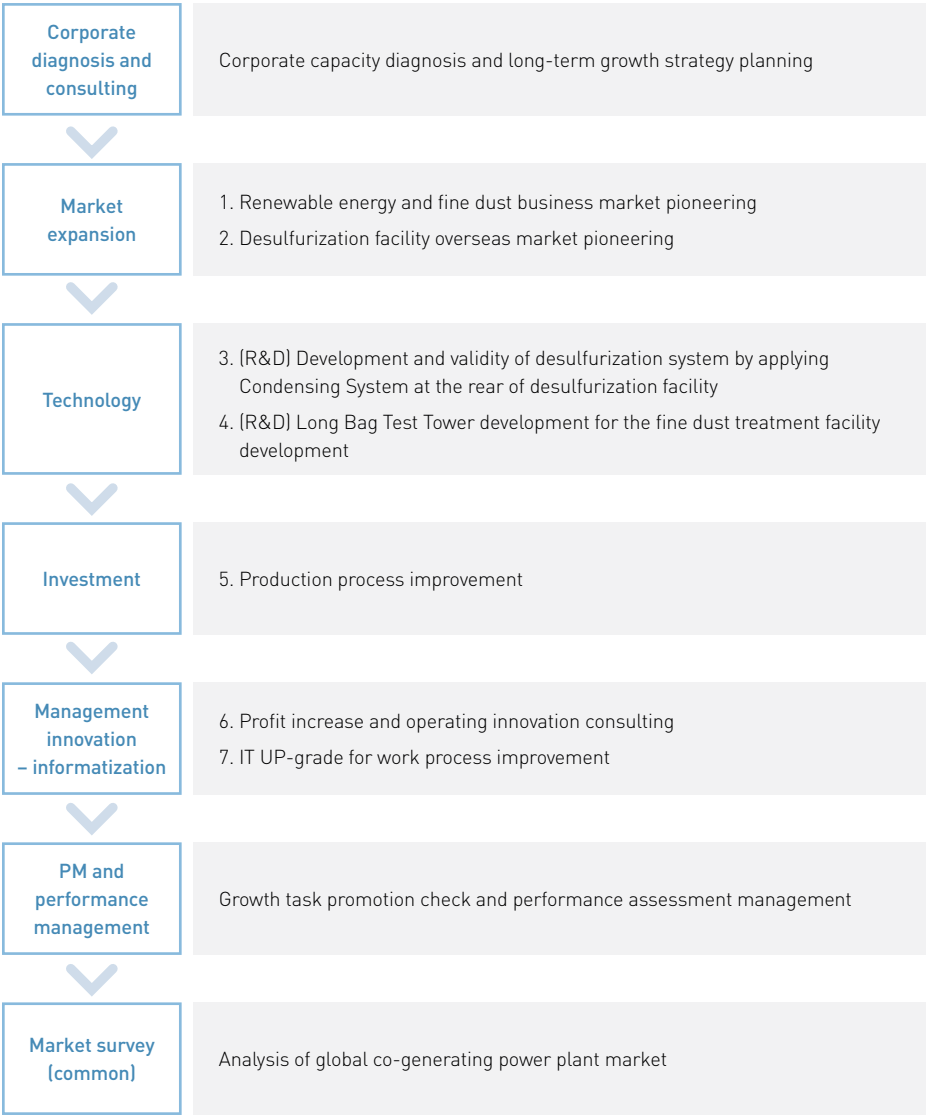 Corporate
diagnosis and
consulting
Corporate capacity diagnosis and long-term growth strategy planning
Market
expansion
1. Renewable energy and fine dust business market pioneering
2. Desulfurization facility overseas market pioneering
Technology
3. (R&D) Development and validity of desulfurization system by applying
Condensing System at the rear of desulfurization facility
4. (R&D) Long Bag Test Tower development for the fine dust treatment facility
development
Investment
5. Production process improvement
Management
innovation
– informatization
6. Profit increase and operating innovation consulting
7. IT UP-grade for work process improvement
PM and
performance
management
Growth task promotion check and performance assessment management
Market survey
(common)
Analysis of global co-generating power plant market